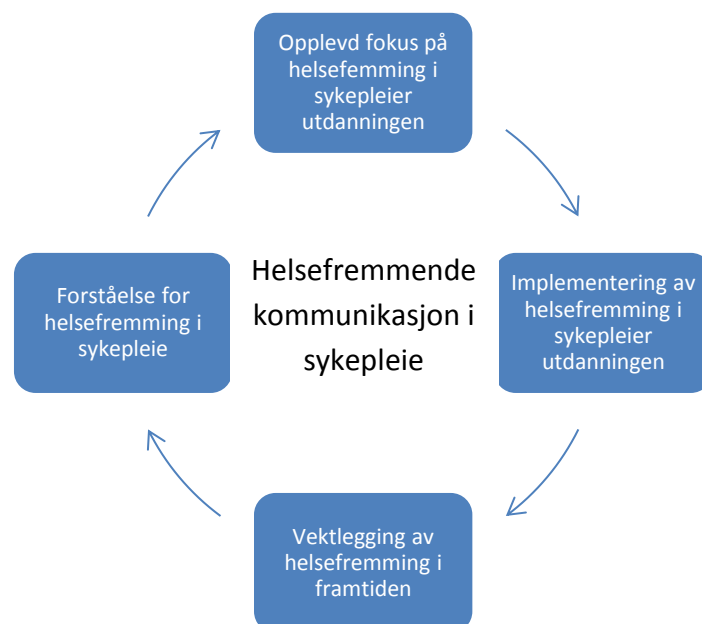 Opplevd fokus på
helsefemming i
sykepleier
utdanningen
Implementering av
helsefremming i
sykepleier
utdanningen
Vektlegging av
helsefremming i
framtiden
Forståelse for
helsefremming i
sykepleie
Helsefremmende
kommunikasjon i
sykepleie